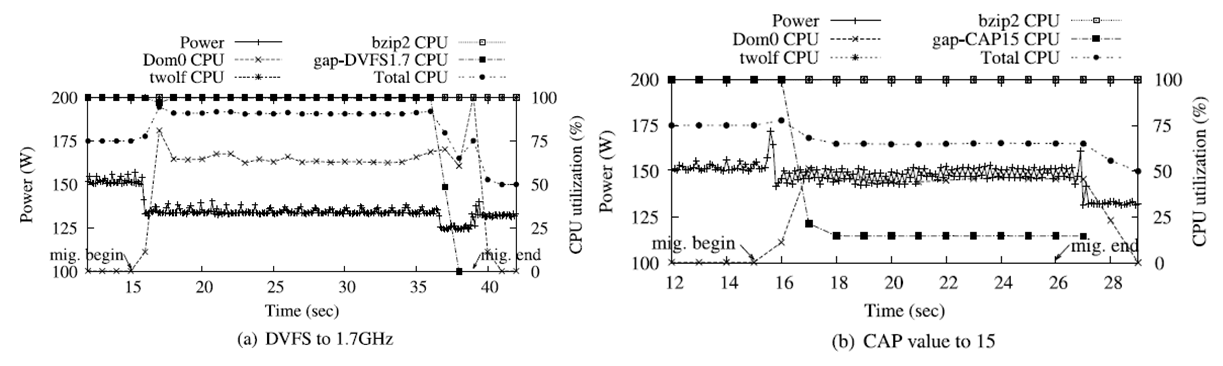 Power
Dom0 CPU
twolf CPU
bzip2 CPU
gap-DVFS1.7 CPU
Total CPU
200
175
150
125
100
Power (W)
100
75
50
25
0
CPU utilization (%)
mig. begin
mig. end
15 20 25 30 35 40
Time (sec)
(a) DVFS to 1.7GHz
Power
Dom0 CPU
twolf CPU
bzip2 CPU
gap-CAP15 CPU
Total CPU
200
175
150
125
100
Power (W)
100
75
50
25
0
CPU utilization (%)
mig. begin
mig. end
12 14 16 18 20 22 24 26 28
Time (sec)
(b) CAP value to 15